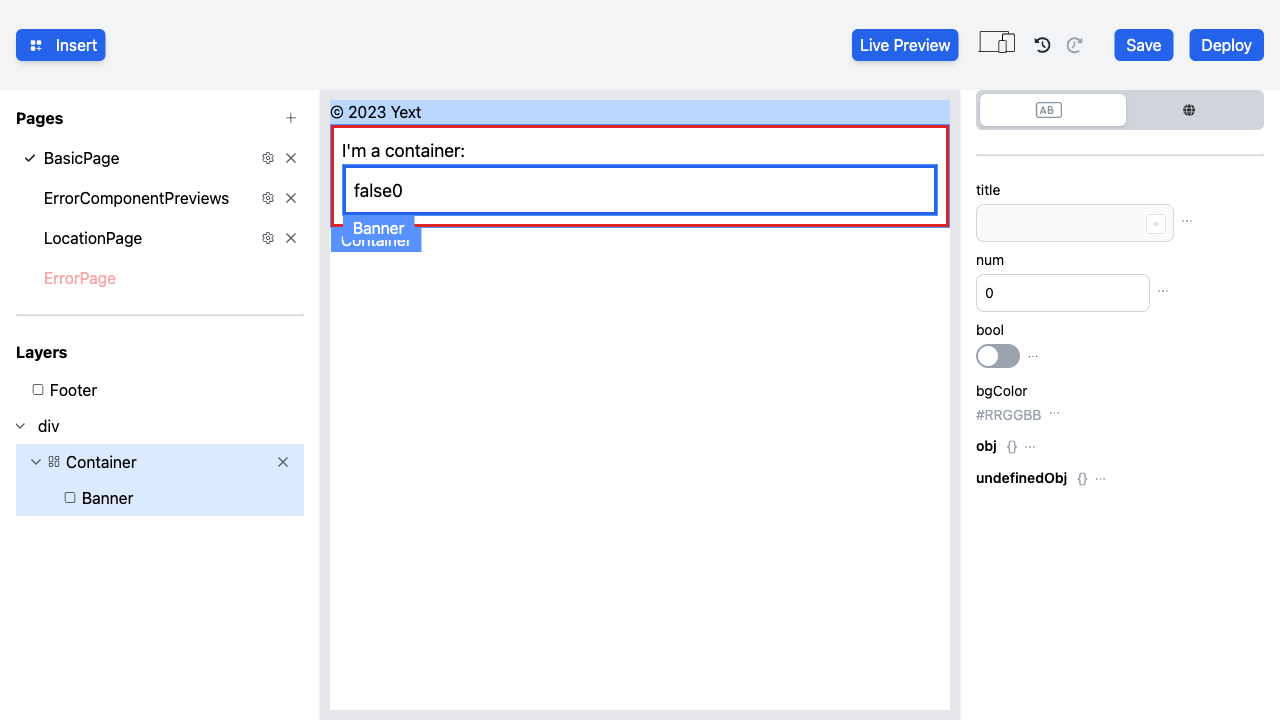 Insert
Live Preview
Save
Deploy
Pages
BasicPage
ErrorComponentPreviews
LocationPage
ErrorPage
Layers
Footer
div
Container
Banner
© 2023 Yext
I'm a container:
false0
Banner
Container
AB
title
num
0
bool
bgColor
#RRGGBB
obj {}
undefinedObj {}